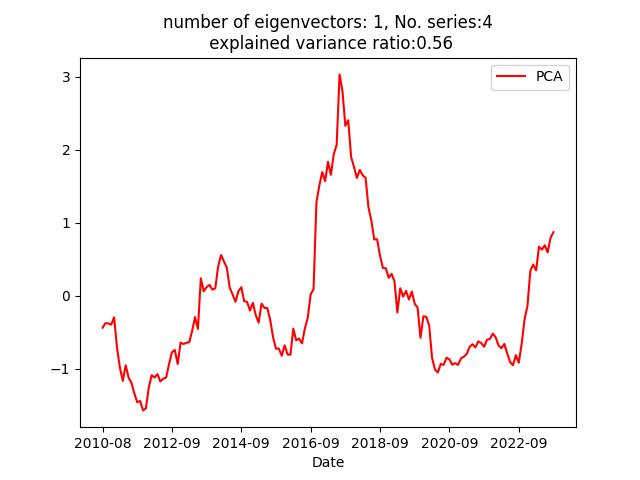 number of eigenvectors: 1, No. series:4
explained variance ratio:0.56
PCA
3
2
1
0
−1
2010-08 2012-09 2014-09 2016-09 2018-09 2020-09 2022-09
Date